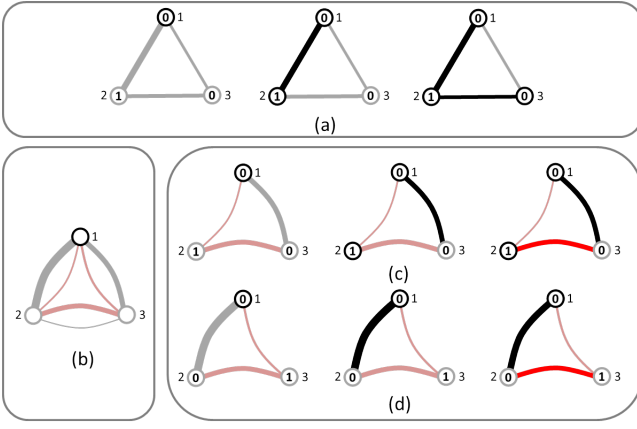 0 1 0 1 0 1
2 1 0 3 2 1 0 3 2 1 0 3
(a)
1
2 3
(b)
0 1 0 1 0 1
2 1 0 3 2 1 0 3 2 1 0 3
(c)
0 1 0 1 0 1
2 0 1 3 2 0 1 3 2 0 1 3
(d)